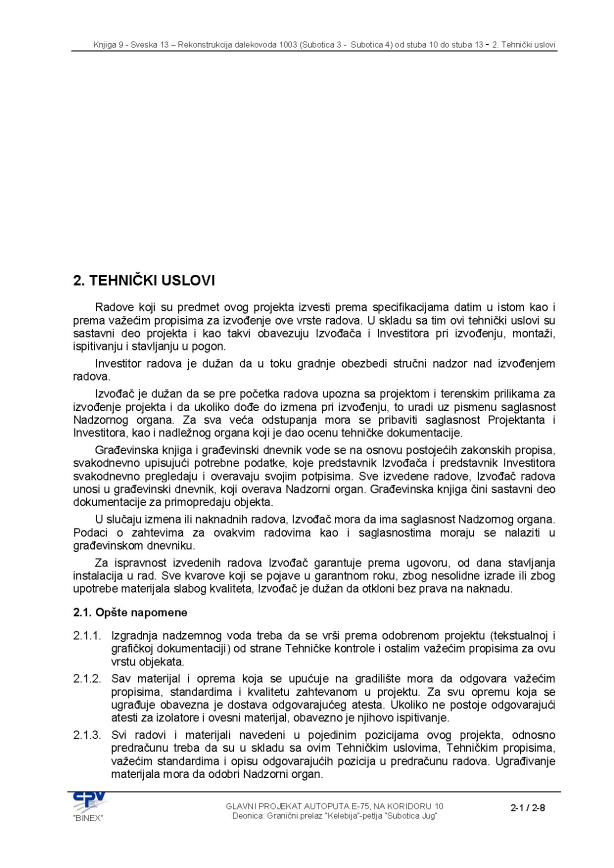 Knjiga 9 - Sveska 13 – Rekonstrukcija dalekovoda 1003 (Subotica 3 - Subotica 4) od stuba 10 do stuba 13 - 2. Tehnički uslovi
2. TEHNIČKI USLOVI
Radove koji su predmet ovog projekta izvesti prema specifikacijama datim u istom kao i
prema važećim propisima za izvođenje ove vrste radova. U skladu sa tim ovi tehnički uslovi su
sastavni deo projekta i kao takvi obavezuju Izvođača i Investitora pri izvođenju, montaži,
ispitivanju i stavljanju u pogon.
Investitor radova je dužan da u toku gradnje obezbedi stručni nadzor nad izvođenjem
radova.
Izvođač je dužan da se pre početka radova upozna sa projektom i terenskim prilikama za
izvođenje projekta i da ukoliko dođe do izmena pri izvođenju, to uradi uz pismenu saglasnost
Nadzornog organa. Za sva veća odstupanja mora se pribaviti saglasnost Projektanta i
Investitora, kao i nadležnog organa koji je dao ocenu tehničke dokumentacije.
Građevinska knjiga i građevinski dnevnik vode se na osnovu postojećih zakonskih propisa,
svakodnevno upisujući potrebne podatke, koje predstavnik Izvođača i predstavnik Investitora
svakodnevno pregledaju i overavaju svojim potpisima. Sve izvedene radove, Izvođač radova
unosi u građevinski dnevnik, koji overava Nadzorni organ. Građevinska knjiga čini sastavni deo
dokumentacije za primopredaju objekta.
U slučaju izmena ili naknadnih radova, Izvođač mora da ima saglasnost Nadzornog organa.
Podaci o zahtevima za ovakvim radovima kao i saglasnostima moraju se nalaziti u
građevinskom dnevniku.
Za ispravnost izvedenih radova Izvođač garantuje prema ugovoru, od dana stavljanja
instalacija u rad. Sve kvarove koji se pojave u garantnom roku, zbog nesolidne izrade ili zbog
upotrebe materijala slabog kvaliteta, Izvođač je dužan da otkloni bez prava na naknadu.
2.1. Opšte napomene
2.1.1. Izgradnja nadzemnog voda treba da se vrši prema odobrenom projektu (tekstualnoj i
grafičkoj dokumentaciji) od strane Tehničke kontrole i ostalim važećim propisima za ovu
vrstu objekata.
2.1.2. Sav materijal i oprema koja se upućuje na gradilište mora da odgovara važećim
propisima, standardima i kvalitetu zahtevanom u projektu. Za svu opremu koja se
ugrađuje obavezna je dostava odgovarajućeg atesta. Ukoliko ne postoje odgovarajući
atesti za izolatore i ovesni materijal, obavezno je njihovo ispitivanje.
2.1.3. Svi radovi i materijali navedeni u pojedinim pozicijama ovog projekta, odnosno
predračunu treba da su u skladu sa ovim Tehničkim uslovima, Tehničkim propisima,
važećim standardima i opisu odgovarajućih pozicija u predračunu radova. Ugrađivanje
materijala mora da odobri Nadzorni organ.
CPV
"BINEX"
GLAVNI PROJEKAT AUTOPUTA E-75, NA KORIDORU 10
Deonica: Granični prelaz "Kelebija"-petlja "Subotica Jug"
2-1 / 2-8